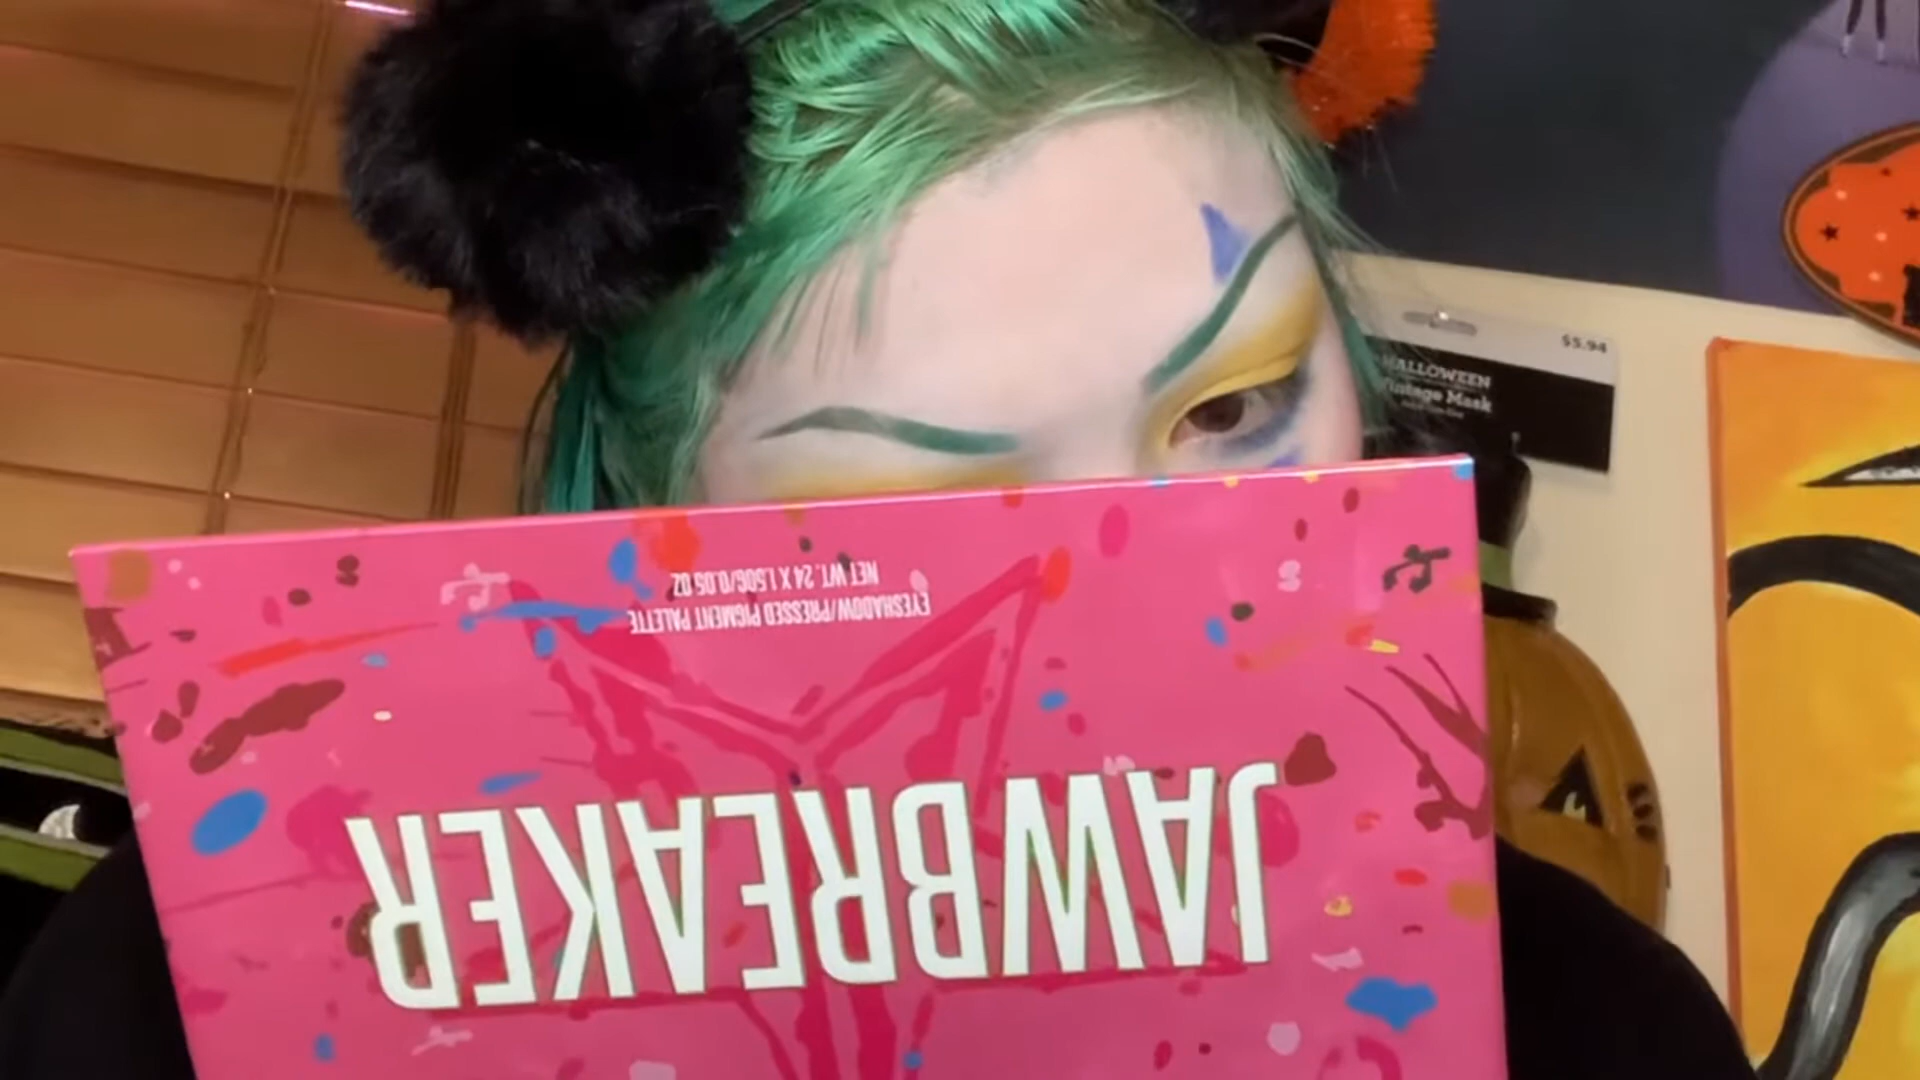 JAWBREAKER
EYESHADOW/PRESSED PIGMENT PALETTE
NET WT. 24 X 1.50G/0.05 OZ
$5.94
HALLOWEEN
Vintage Mask